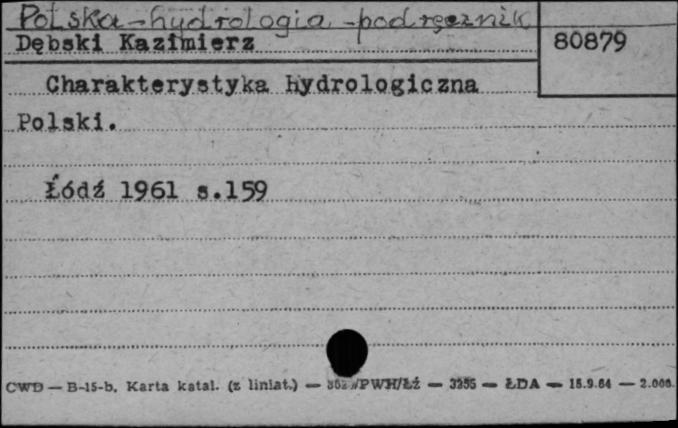 Polska-hydrologia-podręcznik
Dębski Kazimierz
80879
Charakterystyka hydrologiczna
Polski.
Łódź 1961 s.159
CWD — B-15-b. Karta katal. (z liniat.) — /PWH/Łź — 3255 — ŁDA — 15.9.64 — 2.000.